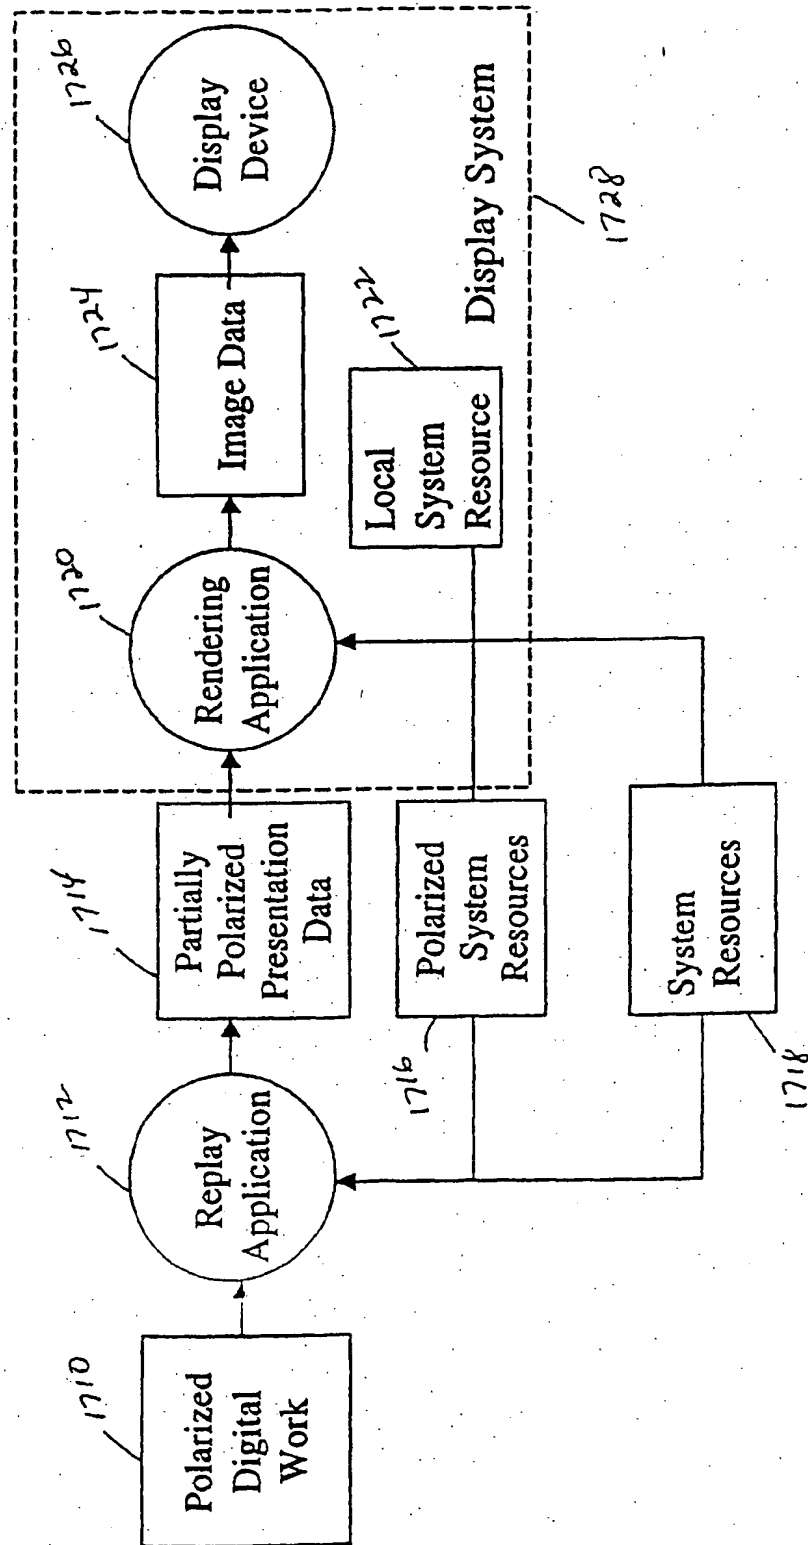 1710
Polarized
Digital
Work
1712
Replay
Application
1714
Partially
Polarized
Presentation
Data
1716
Polarized
System
Resources
1718
System
Resources
1720
Rendering
Application
1722
Local
System
Resource
1724
Image Data
1726
Display
Device
Display System
1728